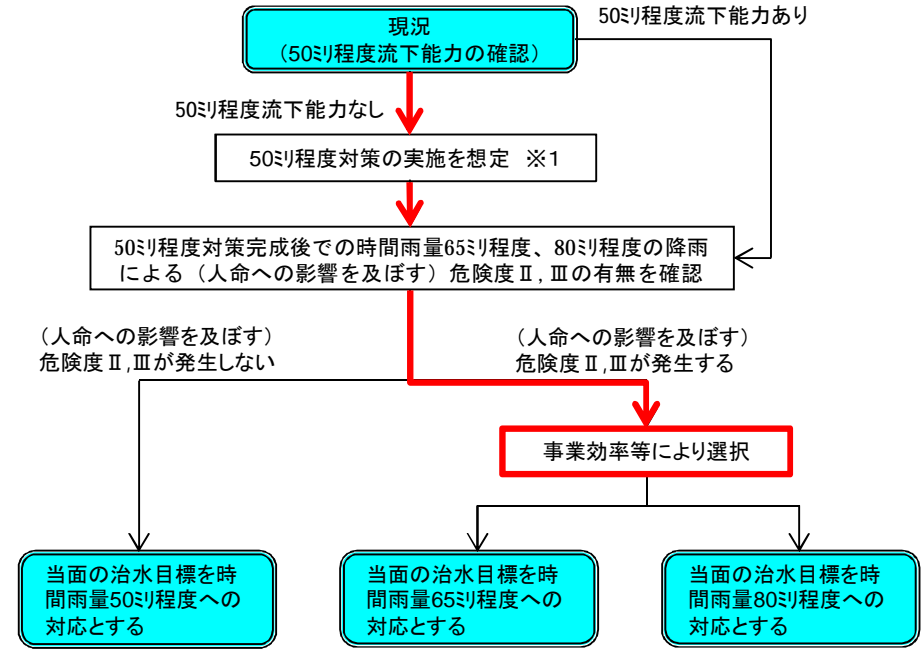 現況
（50ﾐﾘ程度流下能力の確認）
50ﾐﾘ程度流下能力あり
50ﾐﾘ程度流下能力なし
50ﾐﾘ程度対策の実施を想定　※1
50ﾐﾘ程度対策完成後での時間雨量65ﾐﾘ程度、80ﾐﾘ程度の降雨
による（人命への影響を及ぼす）危険度Ⅱ,Ⅲの有無を確認
（人命への影響を及ぼす）
危険度Ⅱ,Ⅲが発生しない
（人命への影響を及ぼす）
危険度Ⅱ,Ⅲが発生する
事業効率等により選択
当面の治水目標を時
間雨量50ﾐﾘ程度への
対応とする
当面の治水目標を時
間雨量65ﾐﾘ程度への
対応とする
当面の治水目標を時
間雨量80ﾐﾘ程度への
対応とする